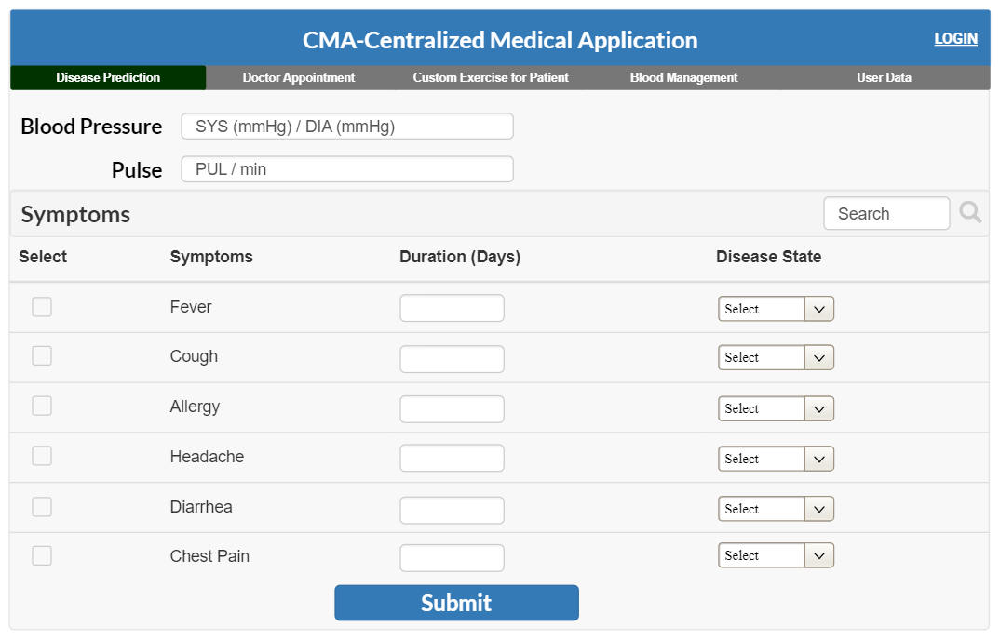 CMA-Centralized Medical Application
LOGIN
Disease Prediction Doctor Appointment Custom Exercise for Patient Blood Management User Data
Blood Pressure SYS (mmHg) / DIA (mmHg)
Pulse PUL / min
Symptoms Search
Select Symptoms Duration (Days) Disease State
Fever Select
Cough Select
Allergy Select
Headache Select
Diarrhea Select
Chest Pain Select
Submit